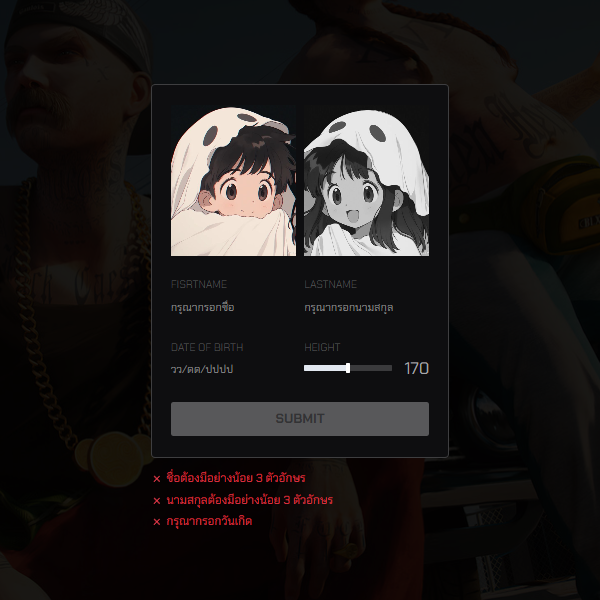 FISRTNAME
LASTNAME
กรุณากรอกชื่อ
กรุณากรอกนามสกุล
DATE OF BIRTH
HEIGHT
วว/ดด/ปปปป
170
SUBMIT
× ชื่อต้องมีอย่างน้อย 3 ตัวอักษร
× นามสกุลต้องมีอย่างน้อย 3 ตัวอักษร
× กรุณากรอกวันเกิด